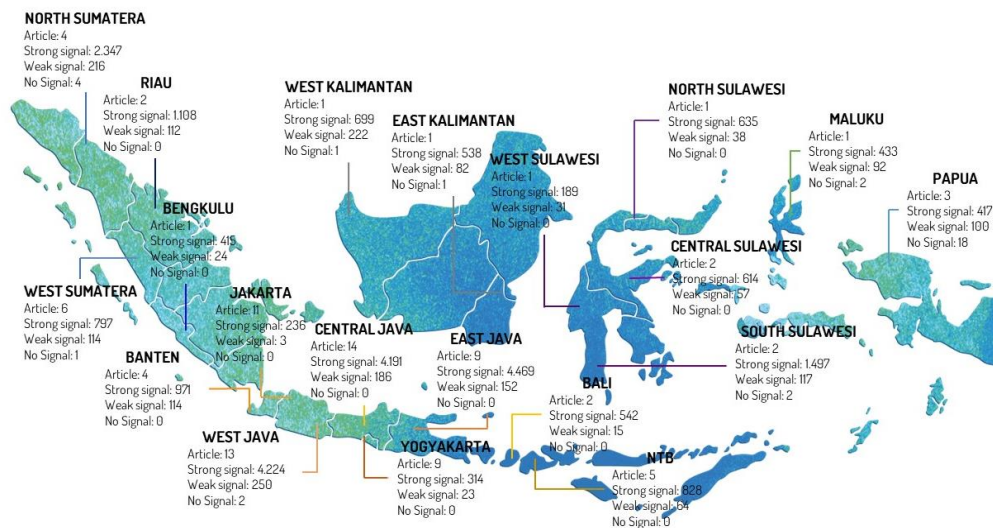 NORTH SUMATERA
Article: 4
Strong signal: 2.347
Weak signal: 216
No Signal: 4
RIAU
Article: 2
Strong signal: 1.108
Weak signal: 112
No Signal: 0
WEST KALIMANTAN
Article: 1
Strong signal: 699
Weak signal: 222
No Signal: 1
EAST KALIMANTAN
Article: 1
Strong signal: 538
Weak signal: 82
No Signal: 1
NORTH SULAWESI
Article: 1
Strong signal: 635
Weak signal: 38
No Signal: 0
MALUKU
Article: 1
Strong signal: 433
Weak signal: 92
No Signal: 2
WEST SULAWESI
Article: 1
Strong signal: 189
Weak signal: 31
No Signal: 0
PAPUA
Article: 3
Strong signal: 417
Weak signal: 100
No Signal: 18
BENGKULU
Article: 1
Strong signal: 415
Weak signal: 24
No Signal: 0
CENTRAL SULAWESI
Article: 2
Strong signal: 614
Weak signal: 57
No Signal: 0
WEST SUMATERA
Article: 6
Strong signal: 797
Weak signal: 114
No Signal: 1
JAKARTA
Article: 11
Strong signal: 236
Weak signal: 3
No Signal: 0
CENTRAL JAVA
Article: 14
Strong signal: 4.191
Weak signal: 186
No Signal: 0
EAST JAVA
Article: 9
Strong signal: 4.469
Weak signal: 152
No Signal: 0
SOUTH SULAWESI
Article: 2
Strong signal: 1.497
Weak signal: 117
No Signal: 2
BANTEN
Article: 4
Strong signal: 971
Weak signal: 114
No Signal: 0
BALI
Article: 2
Strong signal: 542
Weak signal: 15
No Signal: 0
WEST JAVA
Article: 13
Strong signal: 4.224
Weak signal: 250
No Signal: 2
YOGYAKARTA
Article: 9
Strong signal: 314
Weak signal: 23
No Signal: 0
NTB
Article: 5
Strong signal: 828
Weak signal: 64
No Signal: 0